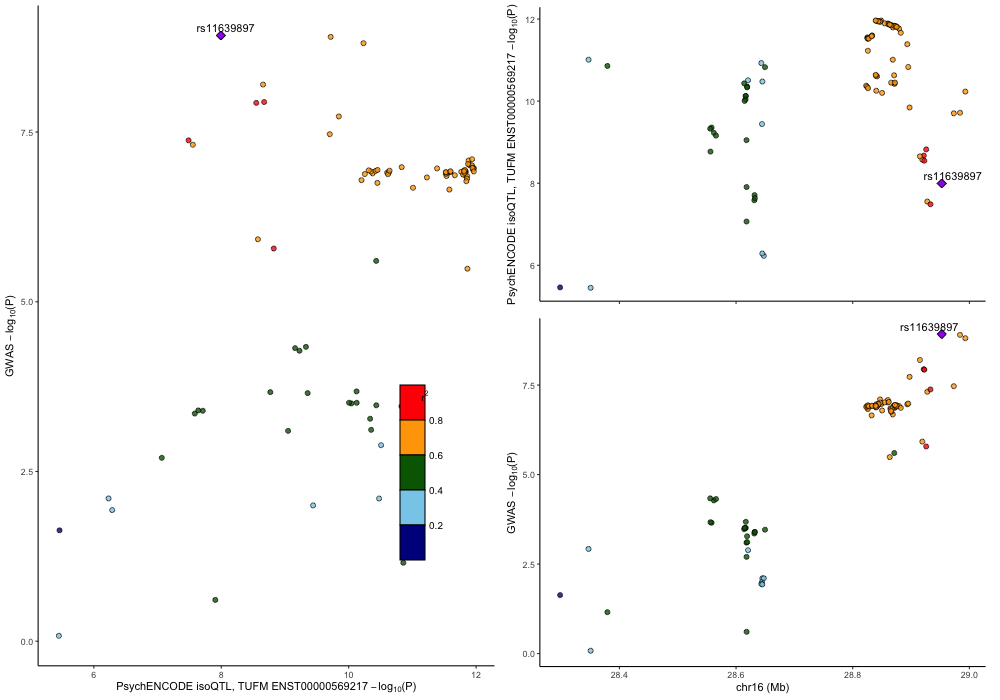 rs11639897
GWAS −log10(P)
7.5
5.0
2.5
0.0
6
8
10
12
PsychENCODE isoQTL, TUFM ENST00000569217 −log10(P)
r2
0.8
0.6
0.4
0.2
PsychENCODE isoQTL, TUFM ENST00000569217 −log10(P)
12
10
8
6
rs11639897
GWAS −log10(P)
rs11639897
7.5
5.0
2.5
0.0
28.4
28.6
28.8
29.0
chr16 (Mb)